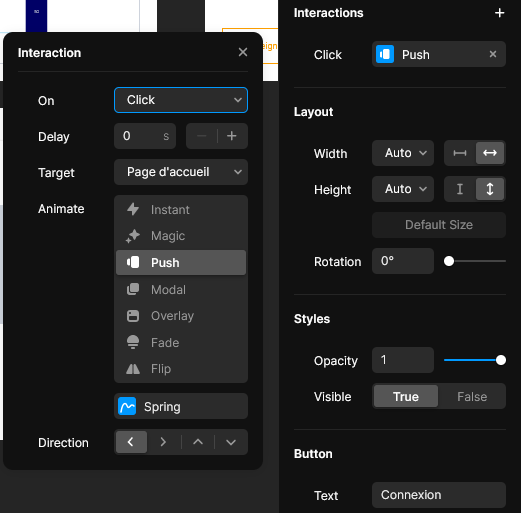 Interaction
On
Click
Delay
0
s
Target
Page d'accueil
Animate
Instant
Magic
Push
Modal
Overlay
Fade
Flip
Spring
Direction
Interactions
Click
Push
Layout
Width
Auto
Height
Auto
Default Size
Rotation
0°
Styles
Opacity
1
Visible
True
False
Button
Text
Connexion